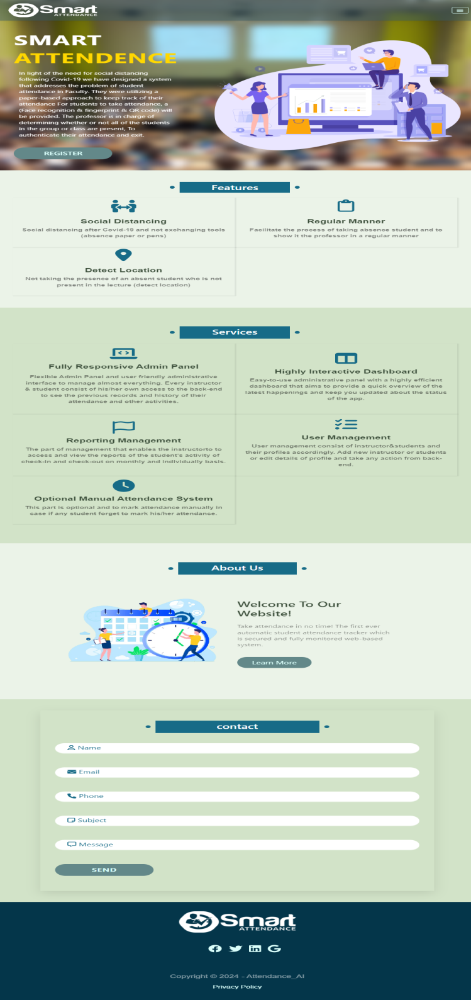 Smart
ATTENDANCE
SMART
ATTENDENCE
In light of the need for social distancing
following Covid-19 we have designed a system
that addresses the problem of student
attendance in Faculty. They were utilizing a
paper-based approach to keep track of their
attendance For students to take attendance, a
(Face recognition & fingerprint & QR code) will
be provided. The professor is in charge of
determining whether or not all of the students
in the group or class are present, To
authenticate their attendance and exit.
REGISTER
Features
Social Distancing
Social distancing after Covid-19 and not exchanging tools
(absence paper or pens)
Regular Manner
Facilitate the process of taking absence student and to
show it the professor in a regular manner
Detect Location
Not taking the presence of an absent student who is not
present in the lecture (detect location)
Services
Fully Responsive Admin Panel
Flexible Admin Panel and user friendly administrative
interface to manage almost everything. Every instructor
& student consist of his/her own access to the back-end
to see the previous records and history of their
attendance and other activities.
Highly Interactive Dashboard
Easy-to-use administrative panel with a highly efficient
dashboard that aims to provide a quick overview of the
latest happenings and keep you updated about the status
of the app.
Reporting Management
The part of management that enables the instructorto to
access and view the reports of the student's activity of
check-in and check-out on monthly and individually basis.
User Management
User management consist of instructor&students and
their profiles accordingly. Add new instructor or students
or edit details of profile and take any action from back-
end.
Optional Manual Attendance System
This part is optional and to mark attendance manually in
case if any student forget to mark his/her attendance.
About Us
Welcome To Our
Website!
Take attendance in no time! The first ever
automatic student attendance tracker which
is secured and fully monitored web-based
system.
Learn More
contact
Name
Email
Phone
Subject
Message
SEND
Smart
ATTENDANCE
Copyright © 2024 - Attendance_AI
Privacy Policy